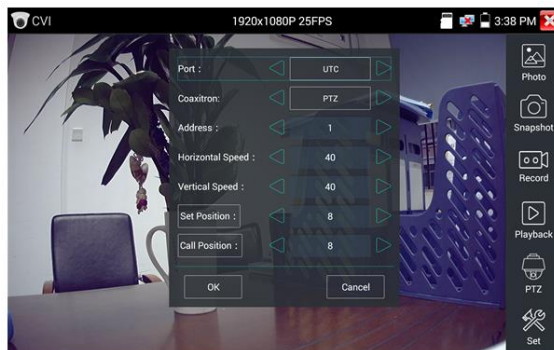 CVI
1920x1080P 25FPS
3:38 PM
Port :
UTC
Coaxitron:
PTZ
Address :
1
Horizontal Speed :
40
Vertical Speed :
40
Set Position :
8
Call Position :
8
OK
Cancel
Photo
Snapshot
Record
Playback
PTZ
Set